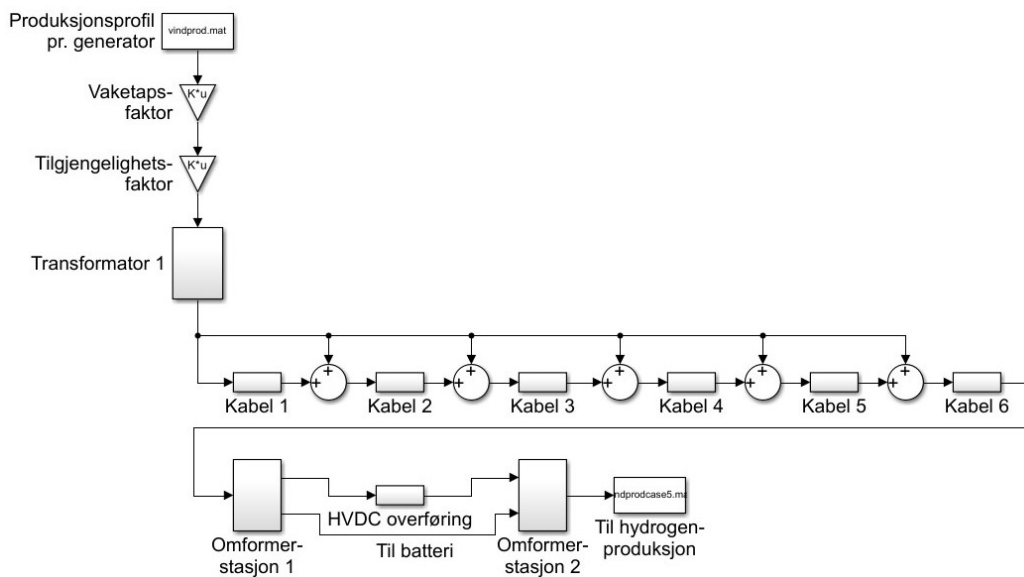 Produksjonsprofil
pr. generator
vindprod.mat
Vaketaps-
faktor
K*u
Tilgjengelighets-
faktor
K*u
Transformator 1
+
+
+
+
+
+
+
+
+
+
Kabel 1
Kabel 2
Kabel 3
Kabel 4
Kabel 5
Kabel 6
ndprodcase5.ma
HVDC overføring
Til batteri
Omformer-
stasjon 1
Omformer-
stasjon 2
Til hydrogen-
produksjon